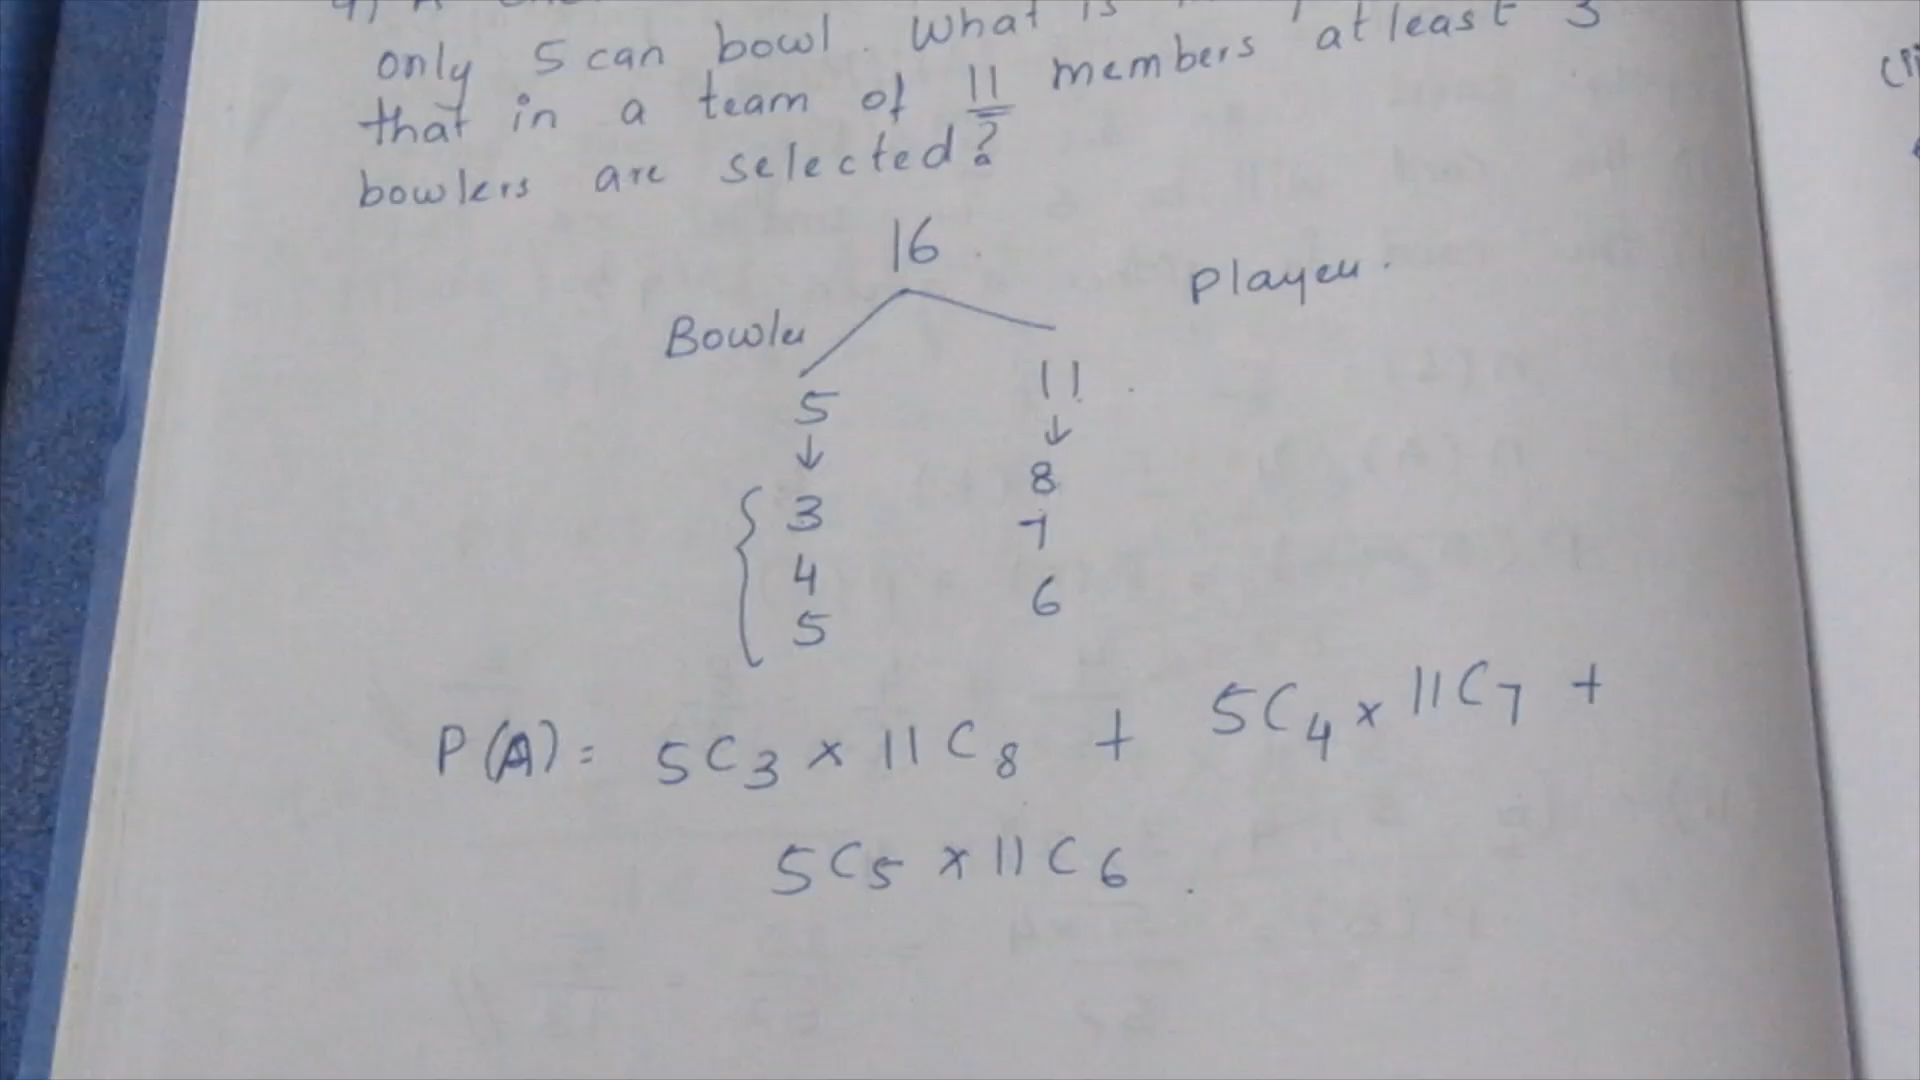 only 5 can bowl. What is
that in a team of 11 members atleast 3
bowlers are selected?
16
Bowler
Player.
5
11.
↓
↓
8
3
7
4
6
5
P(A) = 5C3 × 11C8 + 5C4 × 11C7 +
5C5 × 11C6.